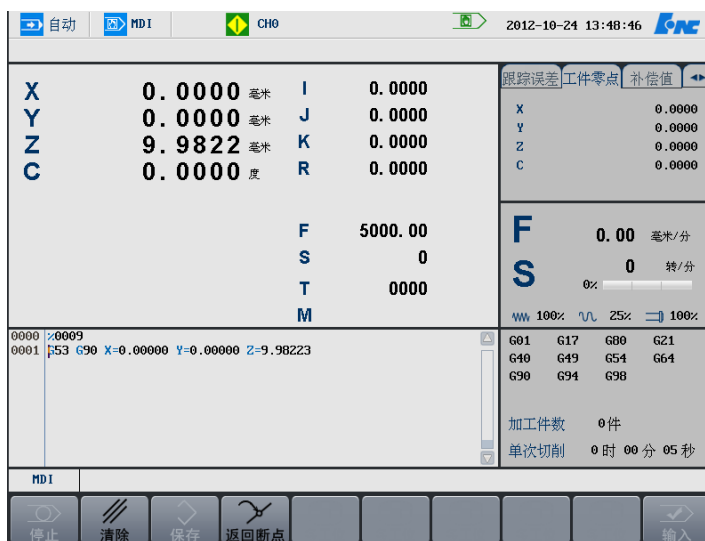 自动 MDI CH0 2012-10-24 13:48:46 HNC
跟踪误差 工件零点 补偿值
X 0.0000 毫米 I 0.0000
Y 0.0000 毫米 J 0.0000
Z 9.9822 毫米 K 0.0000
C 0.0000 度 R 0.0000
X 0.0000
Y 0.0000
Z 0.0000
C 0.0000
F 5000.00
S 0
T 0000
M
F 0.00 毫米/分
S 0 转/分
0%
100% 25% 100%
0000 %0009
0001 G53 G90 X=0.00000 Y=0.00000 Z=9.98223
G01 G17 G80 G21
G40 G49 G54 G64
G90 G94 G98
加工件数 0件
单次切削 0时 00分 05秒
MDI
停止 清除 保存 返回断点 输入